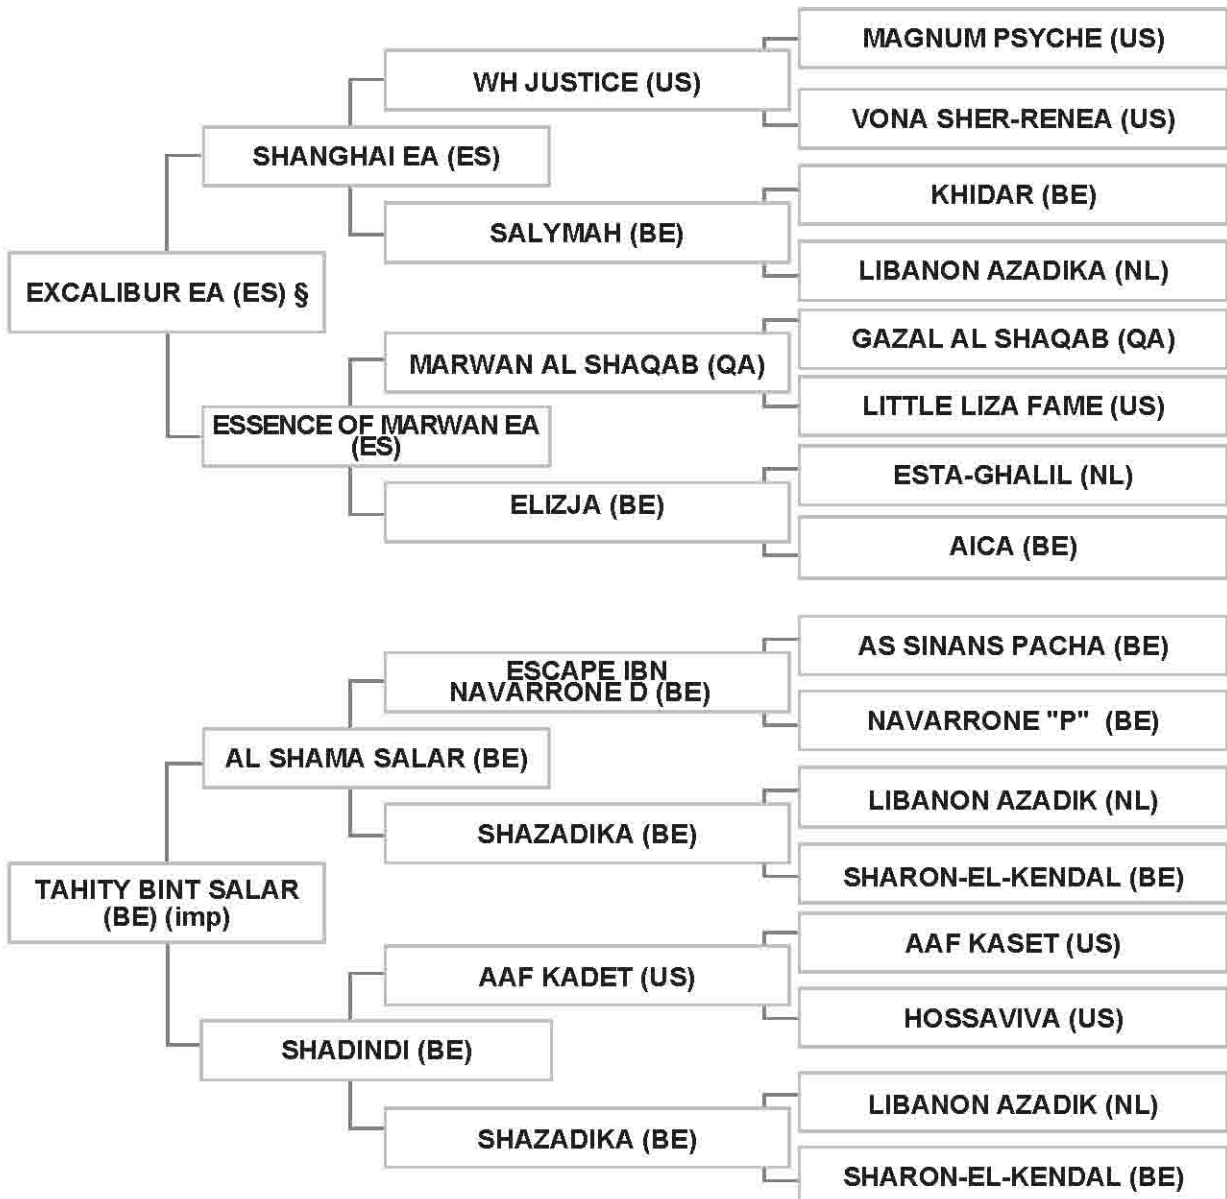 MAGNUM PSYCHE (US)
WH JUSTICE (US)
VONA SHER-RENEA (US)
SHANGHAI EA (ES)
KHIDAR (BE)
SALYMAH (BE)
LIBANON AZADIKA (NL)
EXCALIBUR EA (ES) §
GAZAL AL SHAQAB (QA)
MARWAN AL SHAQAB (QA)
LITTLE LIZA FAME (US)
ESSENCE OF MARWAN EA
(ES)
ESTA-GHALIL (NL)
ELIZJA (BE)
AICA (BE)
AS SINANS PACHA (BE)
ESCAPE IBN
NAVARRONE D (BE)
NAVARRONE "P" (BE)
AL SHAMA SALAR (BE)
LIBANON AZADIK (NL)
SHAZADIKA (BE)
SHARON-EL-KENDAL (BE)
TAHITY BINT SALAR
(BE) (imp)
AAF KASET (US)
AAF KADET (US)
HOSSAVIVA (US)
SHADINDI (BE)
LIBANON AZADIK (NL)
SHAZADIKA (BE)
SHARON-EL-KENDAL (BE)